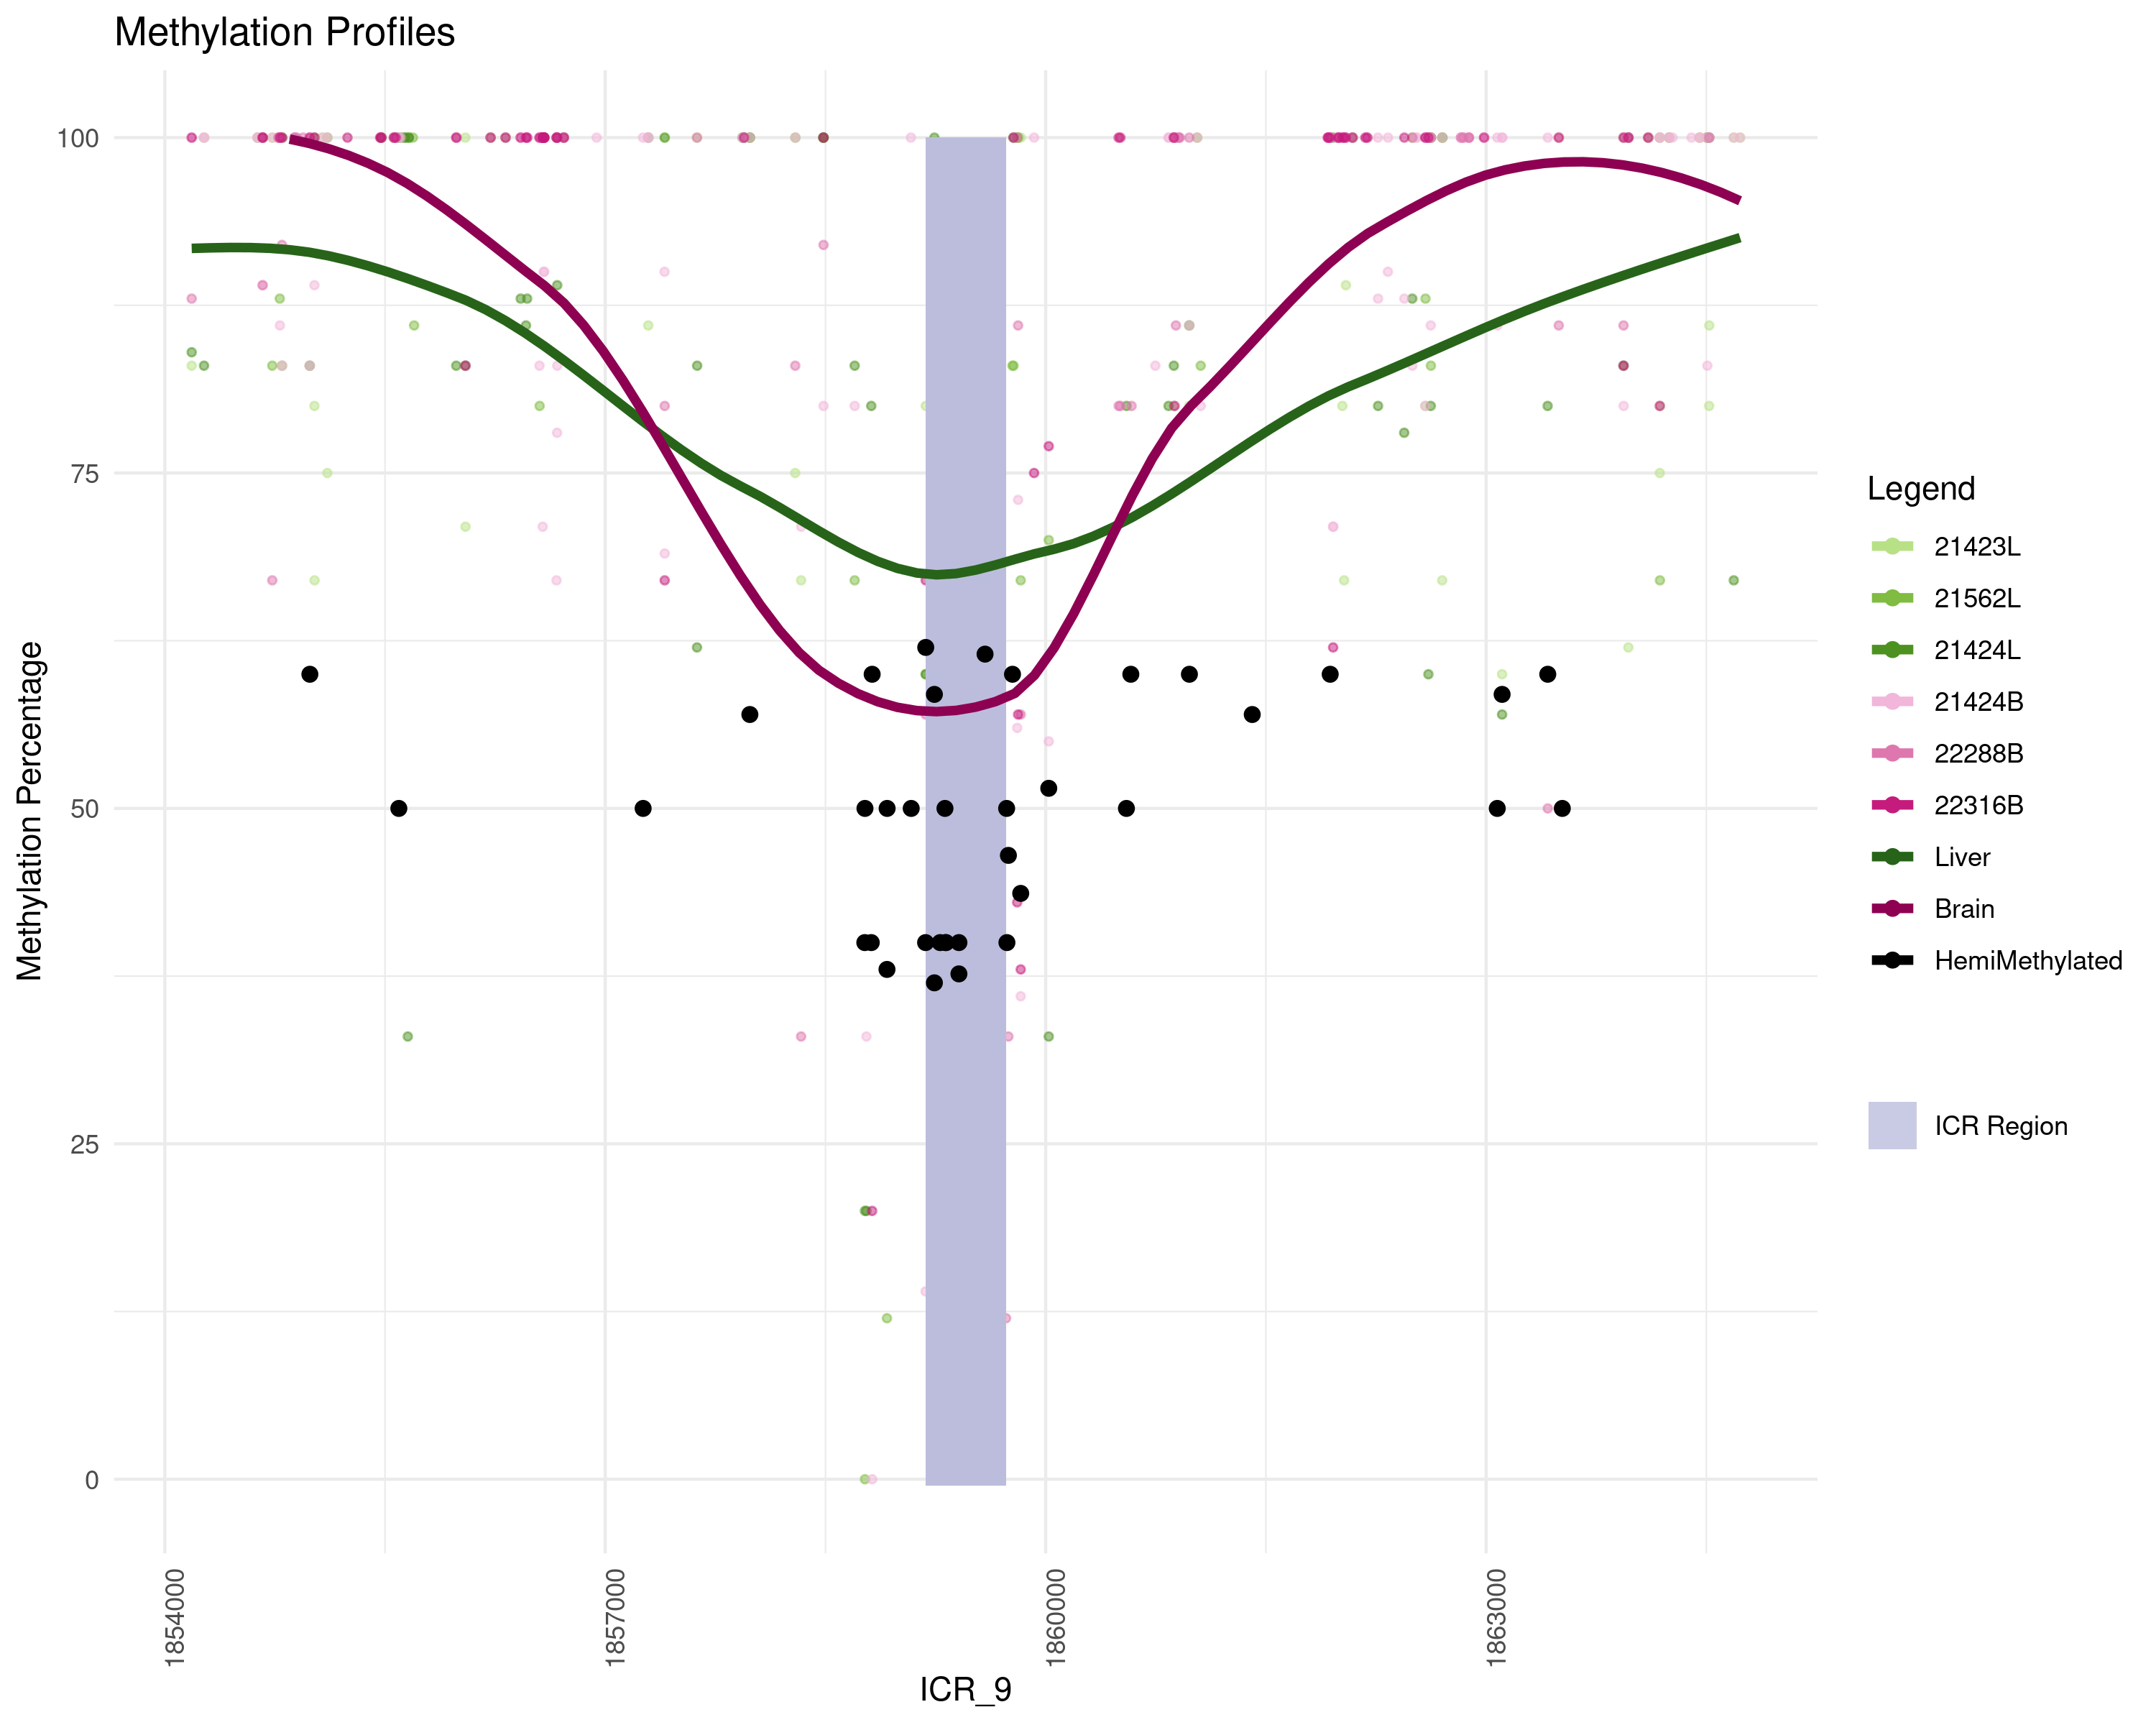 Methylation Profiles
Methylation Percentage
100
75
50
25
0
1854000
1857000
1860000
1863000
ICR_9
Legend
21423L
21562L
21424L
21424B
22288B
22316B
Liver
Brain
HemiMethylated
ICR Region